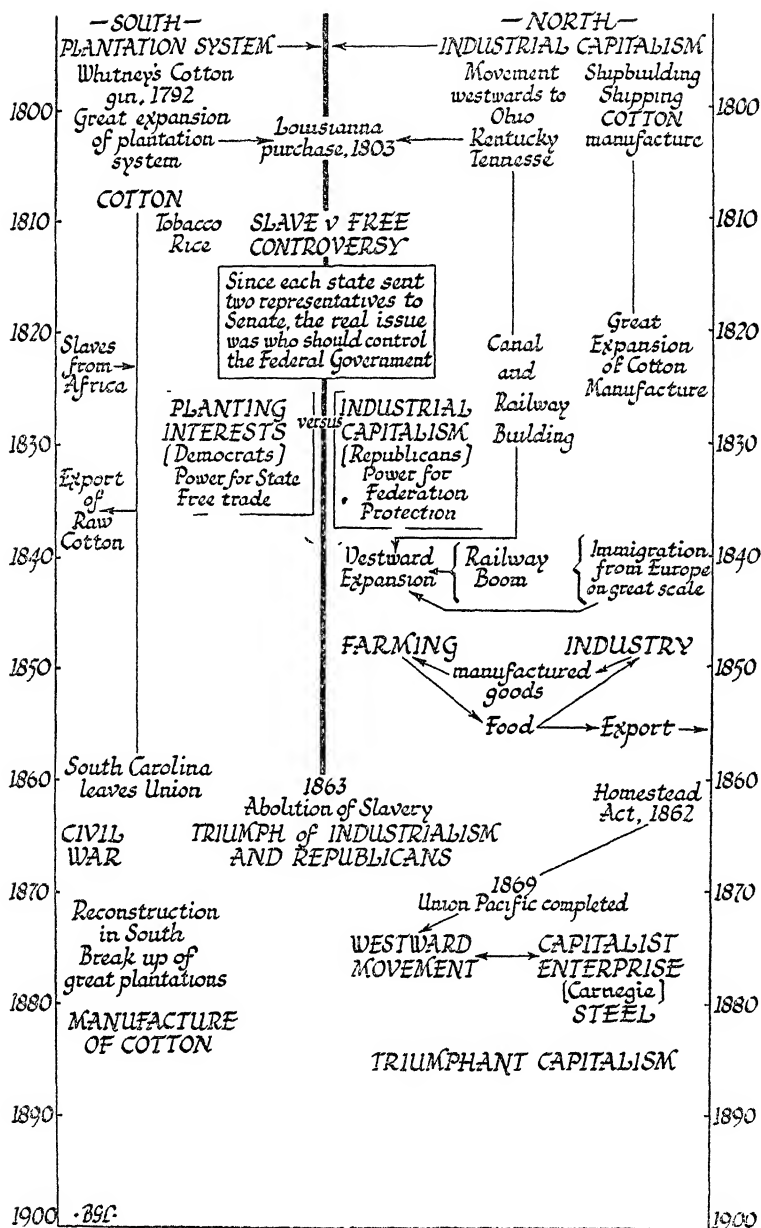 —SOUTH—
PLANTATION SYSTEM
—NORTH—
INDUSTRIAL CAPITALISM
Whitney's Cotton
gin, 1792
Great expansion
of plantation
system
Louisianna
purchase, 1803
Movement
westwards to
Ohio
Kentucky
Tennessé
Shipbuilding
Shipping
COTTON
manufacture
COTTON
Tobacco
Rice
SLAVE v FREE
CONTROVERSY
Since each state sent
two representatives to
Senate, the real issue
was who should control
the Federal Government
Slaves
from
Africa
Canal
and
Railway
Building
Great
Expansion
of Cotton
Manufacture
PLANTING
INTERESTS
[Democrats]
Power for State
Free trade
versus
INDUSTRIAL
CAPITALISM
[Republicans]
Power for
Federation
Protection
Export
of
Raw
Cotton
Westward
Expansion
Railway
Boom
Immigration
from Europe
on great scale
FARMING
INDUSTRY
manufactured
goods
Food
Export
South Carolina
leaves Union
1863
Abolition of Slavery
TRIUMPH of INDUSTRIALISM
AND REPUBLICANS
Homestead
Act, 1862
CIVIL
WAR
1869
Union Pacific completed
Reconstruction
in South
Break up of
great plantations
WESTWARD
MOVEMENT
CAPITALIST
ENTERPRISE
[Carnegie]
STEEL
MANUFACTURE
OF COTTON
TRIUMPHANT CAPITALISM
1800
1810
1820
1830
1840
1850
1860
1870
1880
1890
1900
1800
1810
1820
1830
1840
1850
1860
1870
1880
1890
1900